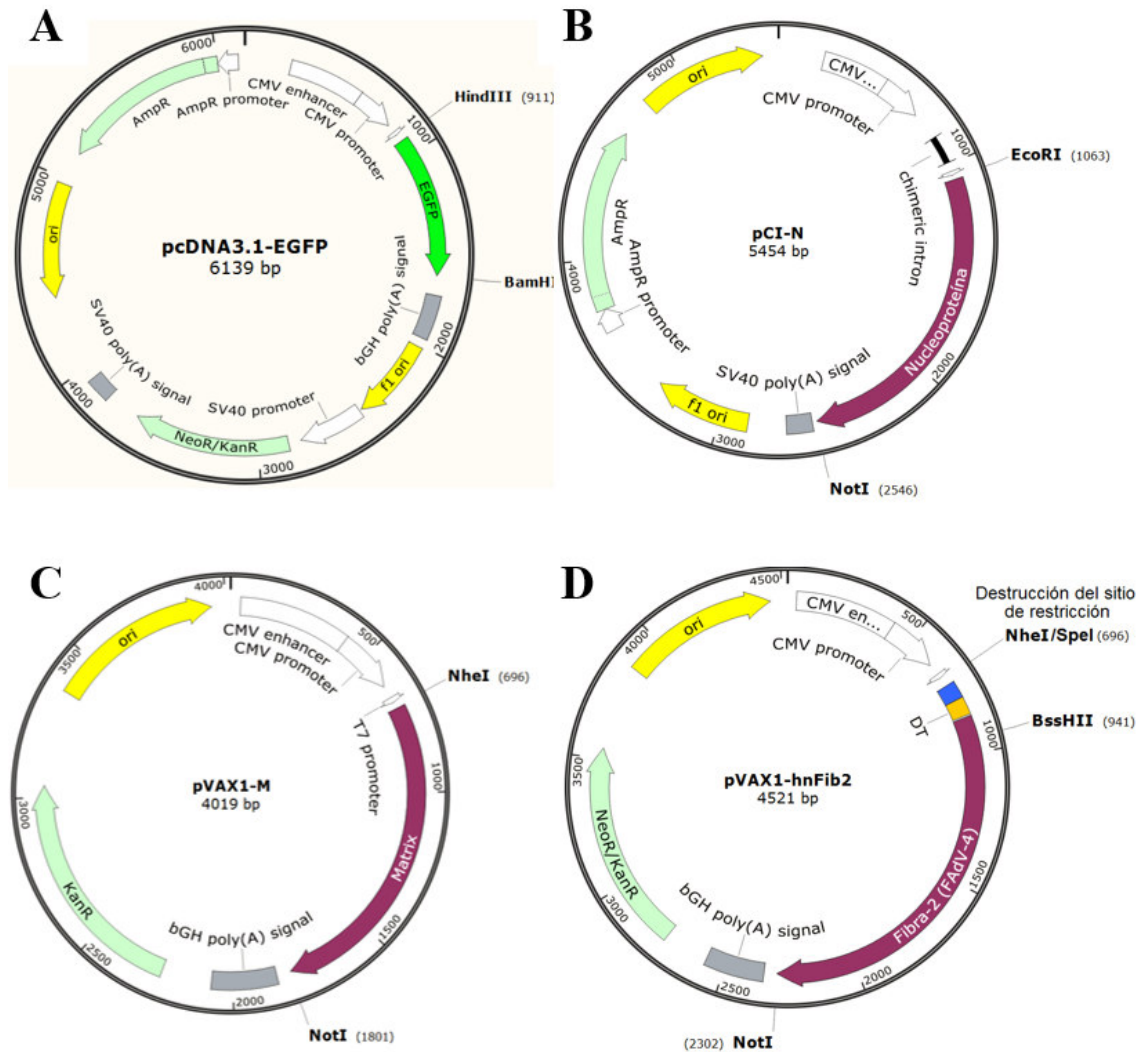 A
6000
AmpR
AmpR promoter
CMV enhancer
CMV promoter
HindIII (911)
1000
EGFP
5000
ori
pcDNA3.1-EGFP
6139 bp
BamHI
bGH poly(A) signal
2000
f1 ori
SV40 promoter
SV40 poly(A) signal
4000
NeoR/KanR
3000
B
5000
ori
CMV...
CMV promoter
1000
EcoRI (1063)
chimeric intron
AmpR
AmpR promoter
4000
pCI-N
5454 bp
Nucleoproteína
2000
SV40 poly(A) signal
f1 ori
3000
NotI (2546)
C
4000
ori
3500
CMV enhancer
CMV promoter
500
NheI (696)
T7 promoter
1000
pVAX1-M
4019 bp
3000
Matrix
KanR
bGH poly(A) signal
1500
2500
2000
NotI (1801)
D
4500
Destrucción del sitio
de restricción
NheI/SpeI (696)
ori
4000
CMV en...
500
CMV promoter
DT
1000
BssHII (941)
3500
pVAX1-hnFib2
4521 bp
NeoR/KanR
3000
Fibra-2 (FAdV-4)
1500
bGH poly(A) signal
2000
2500
(2302) NotI